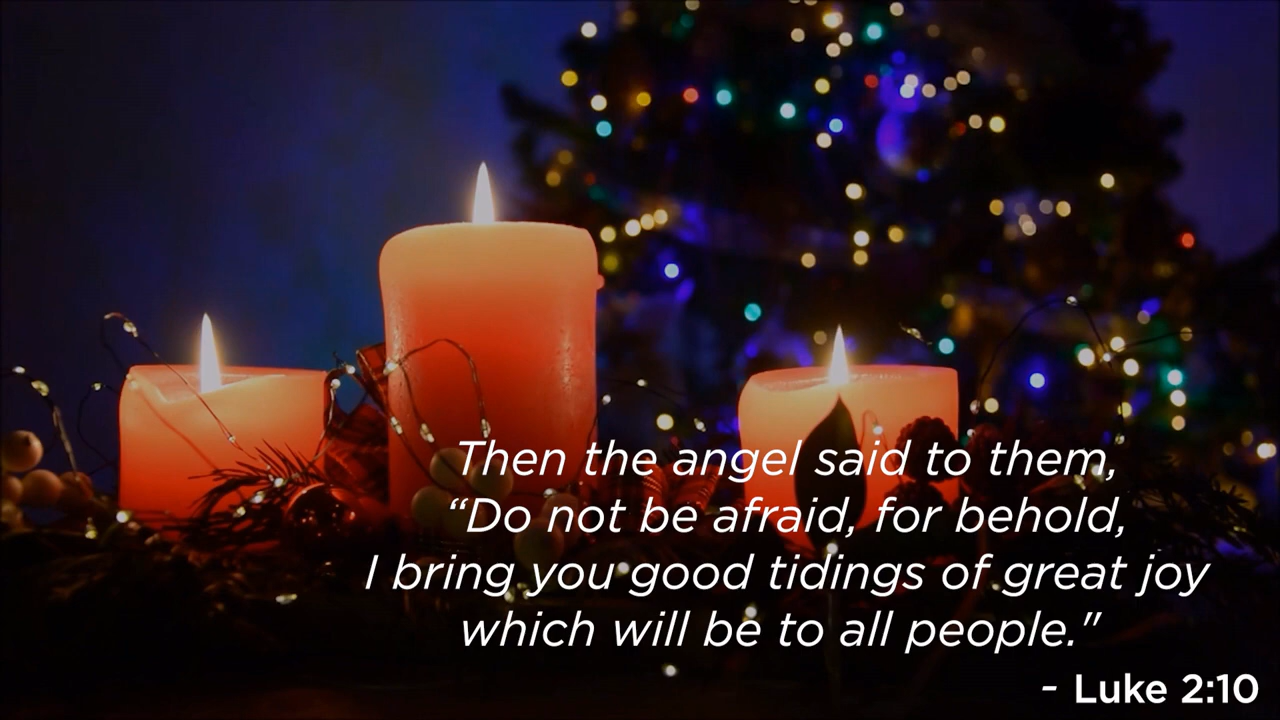 Then the angel said to them,
“Do not be afraid, for behold,
I bring you good tidings of great joy
which will be to all people."
- Luke 2:10